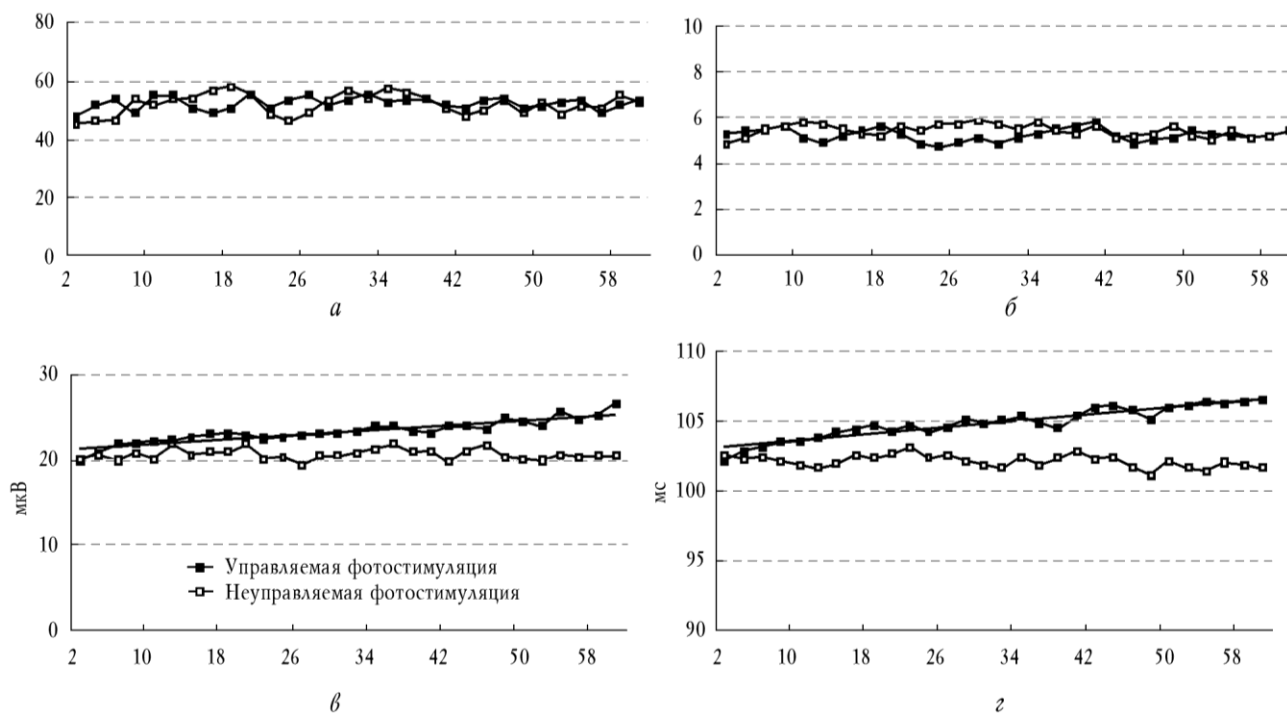 80
60
40
20
0
2 10 18 26 34 42 50 58
а
10
8
6
4
2
0
2 10 18 26 34 42 50 58
б
30
20
10
0
мкВ
Управляемая фотостимуляция
Неуправляемая фотостимуляция
2 10 18 26 34 42 50 58
в
110
105
100
95
90
мс
2 10 18 26 34 42 50 58
г